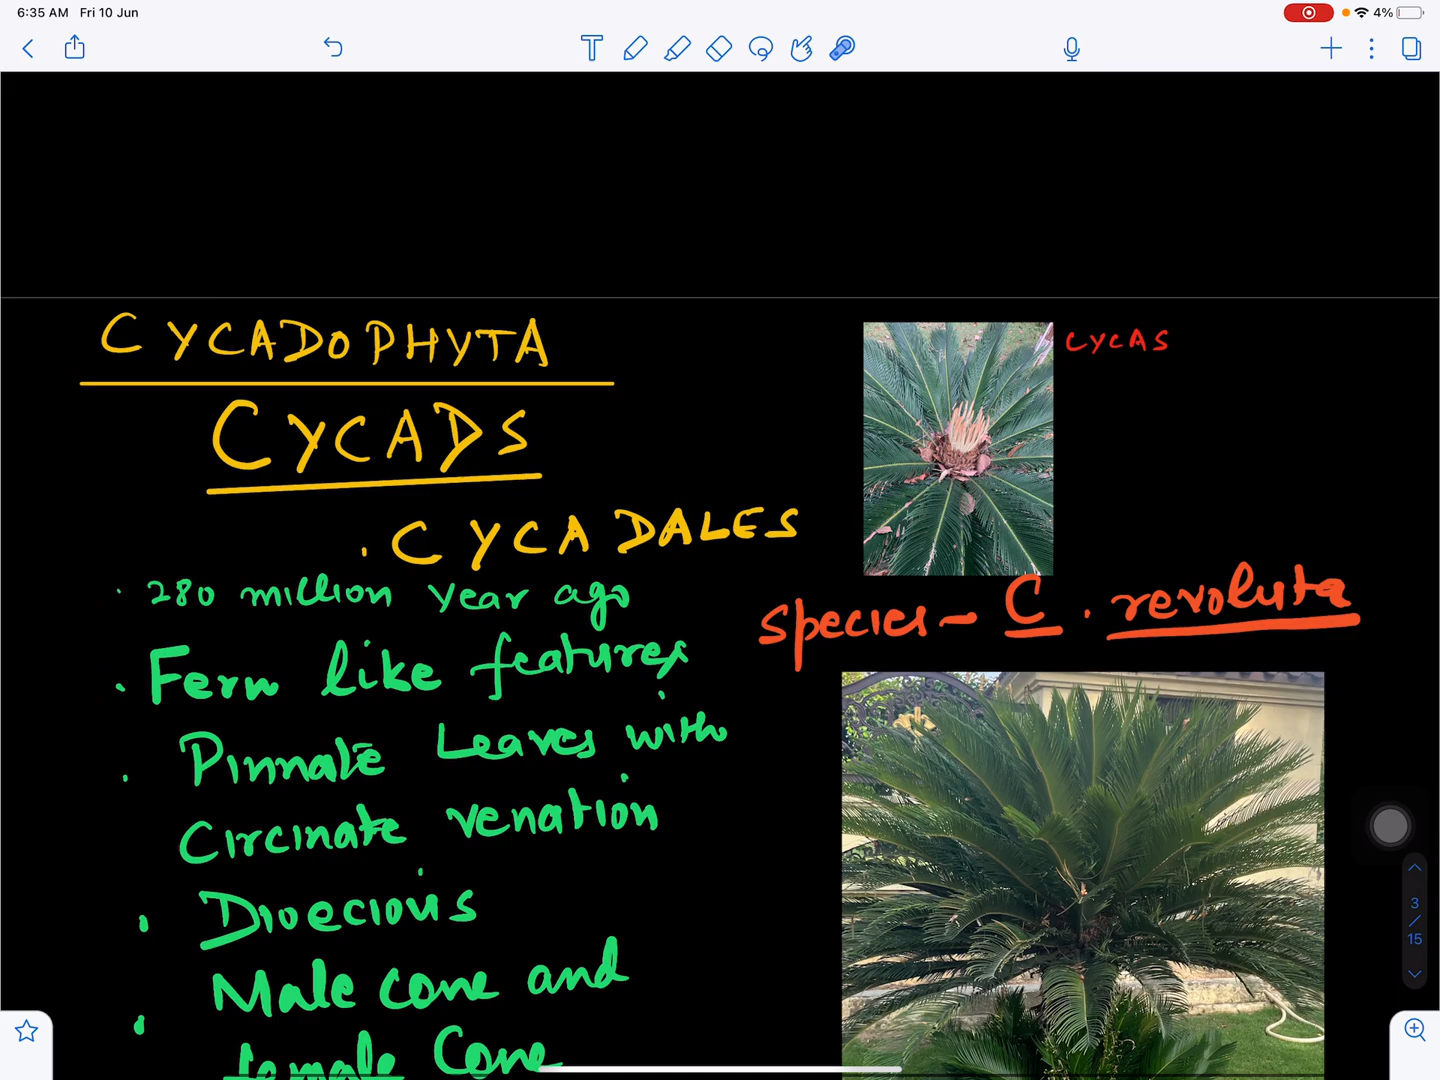 6:35 AM Fri 10 Jun
4%
CYCADOPHYTA
CYCADS
. CYCADALES
· 280 million year ago
. Fern like features
. Pinnate Leaves with
Circinate venation
. Dioecious
. Male cone and
female Cone
CYCAS
species - C. revoluta
3
/
15